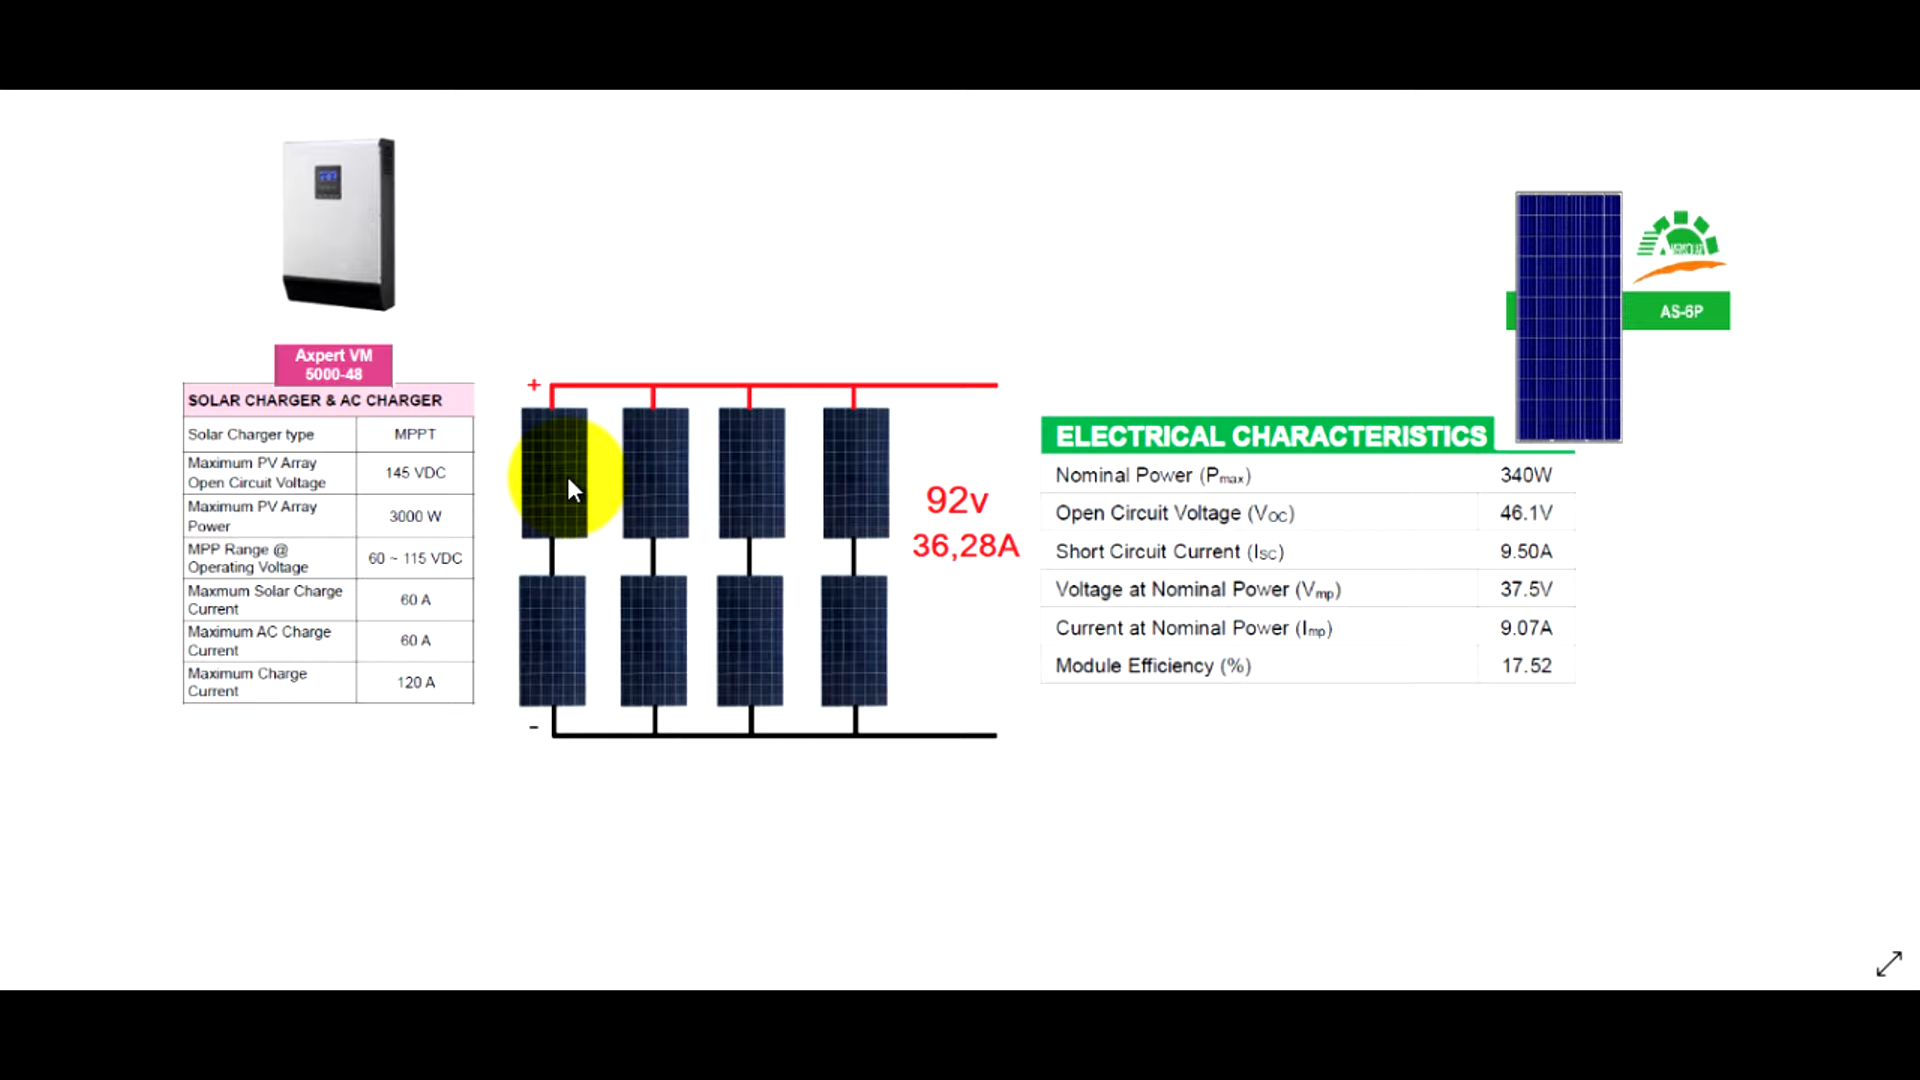 Axpert VM
5000-48
SOLAR CHARGER & AC CHARGER
Solar Charger type MPPT
Maximum PV Array
Open Circuit Voltage 145 VDC
Maximum PV Array
Power 3000 W
MPP Range @
Operating Voltage 60 ~ 115 VDC
Maxmum Solar Charge
Current 60 A
Maximum AC Charge
Current 60 A
Maximum Charge
Current 120 A
+
-
92v
36,28A
AS-6P
ELECTRICAL CHARACTERISTICS
Nominal Power (Pmax) 340W
Open Circuit Voltage (VOC) 46.1V
Short Circuit Current (ISC) 9.50A
Voltage at Nominal Power (Vmp) 37.5V
Current at Nominal Power (Imp) 9.07A
Module Efficiency (%) 17.52